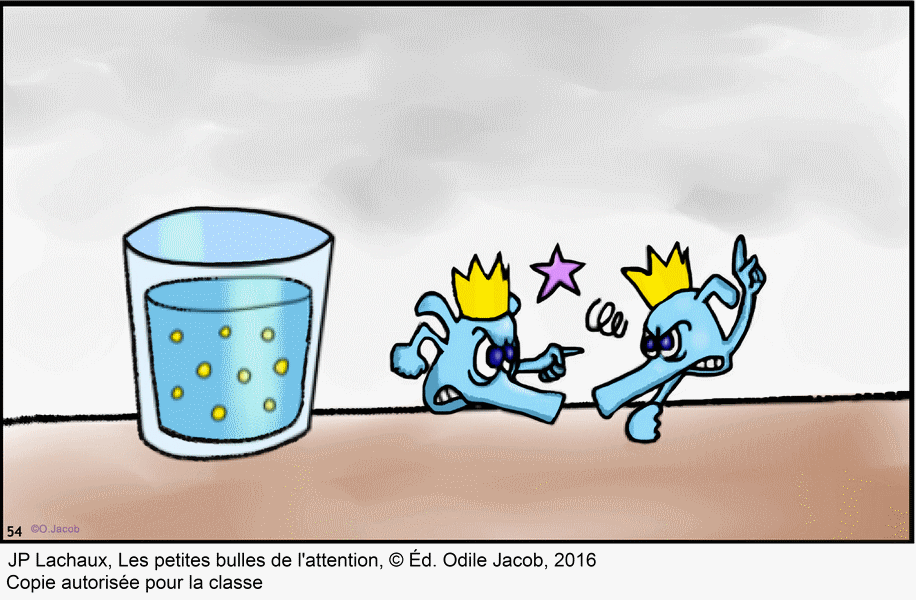 54 ©O.Jacob
JP Lachaux, Les petites bulles de l'attention, © Éd. Odile Jacob, 2016
Copie autorisée pour la classe